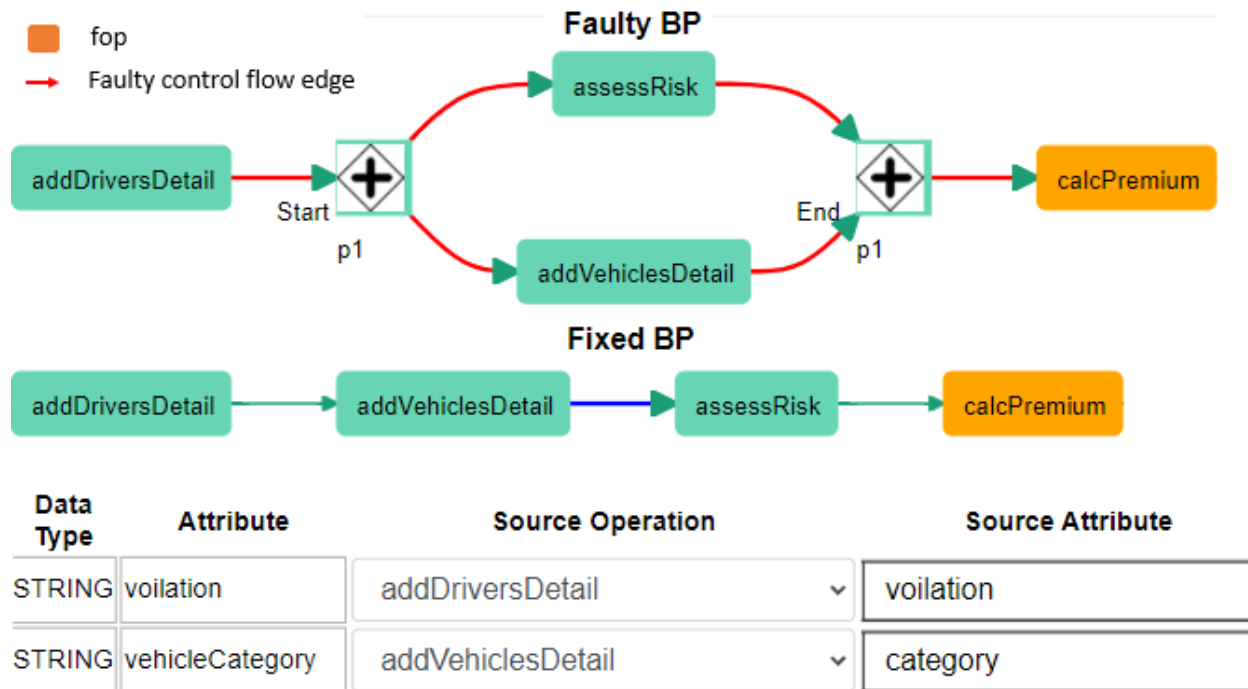 Faulty BP
fop
Faulty control flow edge
assessRisk
addDriversDetail
calcPremium
Start
End
p1
p1
addVehiclesDetail
Fixed BP
addDriversDetail
addVehiclesDetail
assessRisk
calcPremium
Data Type
Attribute
Source Operation
Source Attribute
STRING voilation addDriversDetail voilation
STRING vehicleCategory addVehiclesDetail category